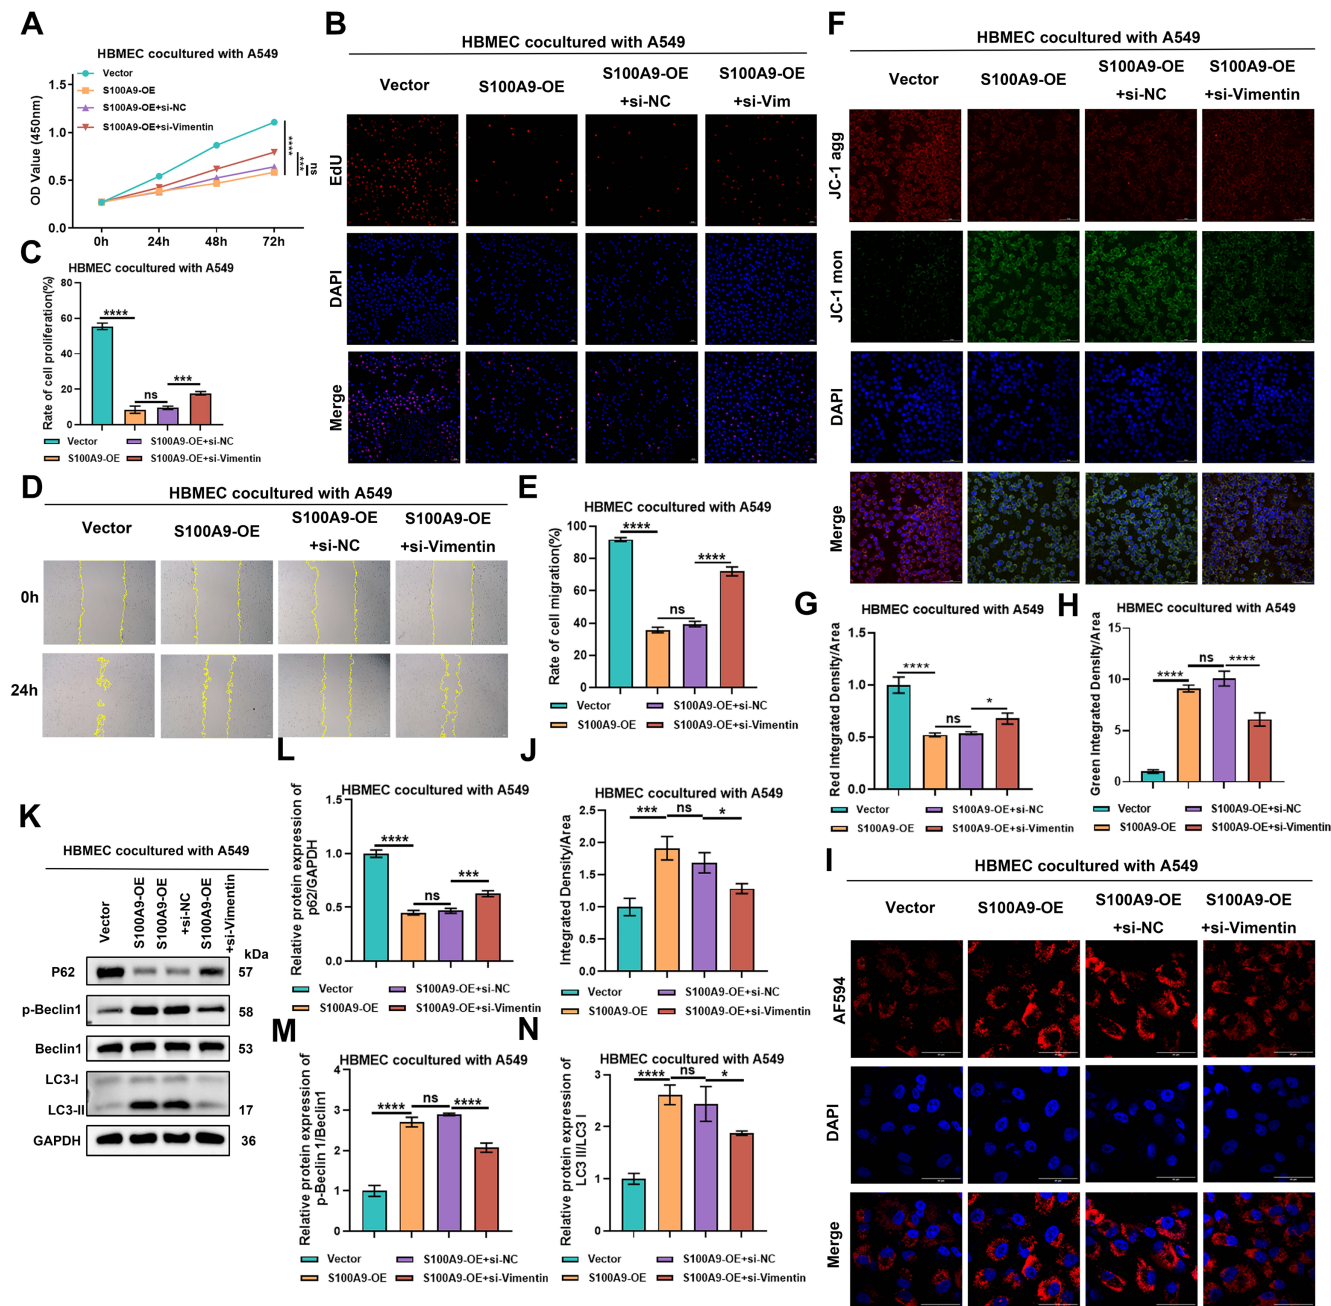 A
HBMEC cocultured with A549
Vector
S100A9-OE
S100A9-OE+si-NC
S100A9-OE+si-Vimentin
OD Value (450nm)
1.5
1.0
0.5
0.0
0h
24h
48h
72h
****
***
ns
B
HBMEC cocultured with A549
Vector
S100A9-OE
S100A9-OE
+si-NC
S100A9-OE
+si-Vim
EdU
DAPI
Merge
C
HBMEC cocultured with A549
Rate of cell proliferation(%)
80
60
40
20
0
****
ns
***
Vector
S100A9-OE+si-NC
S100A9-OE
S100A9-OE+si-Vimentin
D
HBMEC cocultured with A549
Vector
S100A9-OE
S100A9-OE
+si-NC
S100A9-OE
+si-Vimentin
0h
24h
E
HBMEC cocultured with A549
Rate of cell migration(%)
100
80
60
40
20
0
****
ns
****
Vector
S100A9-OE+si-NC
S100A9-OE
S100A9-OE+si-Vimentin
F
HBMEC cocultured with A549
Vector
S100A9-OE
S100A9-OE
+si-NC
S100A9-OE
+si-Vimentin
JC-1 agg
JC-1 mon
DAPI
Merge
G
HBMEC cocultured with A549
Red Integrated Density/Area
1.5
1.0
0.5
0.0
****
ns
*
Vector
S100A9-OE+si-NC
S100A9-OE
S100A9-OE+si-Vimentin
H
HBMEC cocultured with A549
Green Integrated Density/Area
15
10
5
0
****
ns
****
Vector
S100A9-OE+si-NC
S100A9-OE
S100A9-OE+si-Vimentin
I
HBMEC cocultured with A549
Vector
S100A9-OE
S100A9-OE
+si-NC
S100A9-OE
+si-Vimentin
AF594
DAPI
Merge
J
HBMEC cocultured with A549
Integrated Density/Area
2.5
2.0
1.5
1.0
0.5
0.0
***
ns
*
Vector
S100A9-OE+si-NC
S100A9-OE
S100A9-OE+si-Vimentin
K
HBMEC cocultured with A549
Vector
S100A9-OE
S100A9-OE
+si-NC
S100A9-OE
+si-Vimentin
kDa
P62
57
p-Beclin1
58
Beclin1
53
LC3-I
LC3-II
17
GAPDH
36
L
HBMEC cocultured with A549
Relative protein expression of
p62/GAPDH
1.5
1.0
0.5
0.0
****
ns
***
Vector
S100A9-OE+si-NC
S100A9-OE
S100A9-OE+si-Vimentin
M
HBMEC cocultured with A549
Relative protein expression of
p-Beclin 1/Beclin1
4
3
2
1
0
****
ns
****
Vector
S100A9-OE+si-NC
S100A9-OE
S100A9-OE+si-Vimentin
N
HBMEC cocultured with A549
Relative protein expression of
LC3 II/LC3 I
3
2
1
0
****
ns
*
Vector
S100A9-OE+si-NC
S100A9-OE
S100A9-OE+si-Vimentin